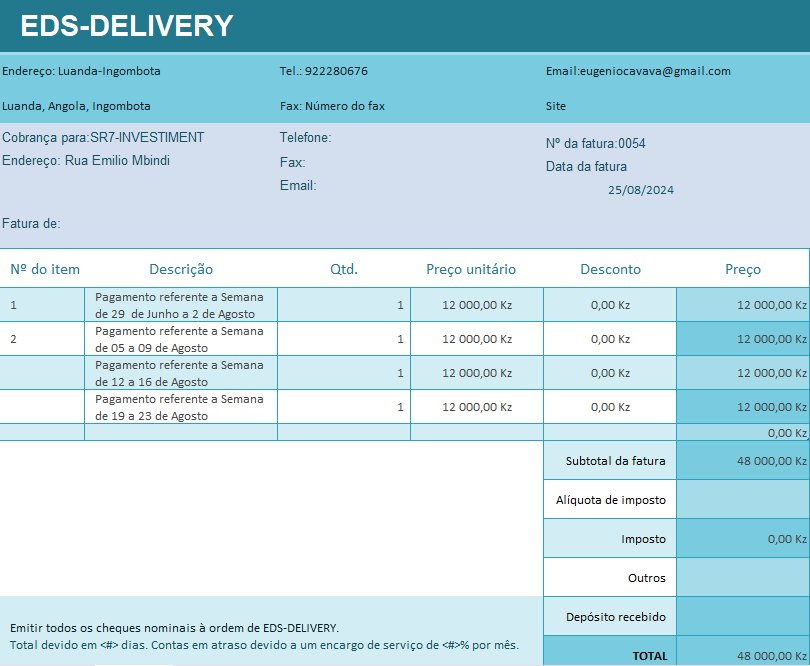 EDS-DELIVERY
Endereço: Luanda-Ingombota Tel.: 922280676 Email:eugeniocavava@gmail.com
Luanda, Angola, Ingombota Fax: Número do fax Site
Cobrança para:SR7-INVESTIMENT Telefone: Nº da fatura:0054
Endereço: Rua Emilio Mbindi Fax: Data da fatura
Email: 25/08/2024
Fatura de:
Nº do item Descrição Qtd. Preço unitário Desconto Preço
1 Pagamento referente a Semana 1 12 000,00 Kz 0,00 Kz 12 000,00 Kz
de 29 de Junho a 2 de Agosto
2 Pagamento referente a Semana 1 12 000,00 Kz 0,00 Kz 12 000,00 Kz
de 05 a 09 de Agosto
Pagamento referente a Semana 1 12 000,00 Kz 0,00 Kz 12 000,00 Kz
de 12 a 16 de Agosto
Pagamento referente a Semana 1 12 000,00 Kz 0,00 Kz 12 000,00 Kz
de 19 a 23 de Agosto
0,00 Kz
Subtotal da fatura 48 000,00 Kz
Alíquota de imposto
Imposto 0,00 Kz
Outros
Depósito recebido
Emitir todos os cheques nominais à ordem de EDS-DELIVERY.
Total devido em <#> dias. Contas em atraso devido a um encargo de serviço de <#>% por mês.
TOTAL 48 000,00 Kz